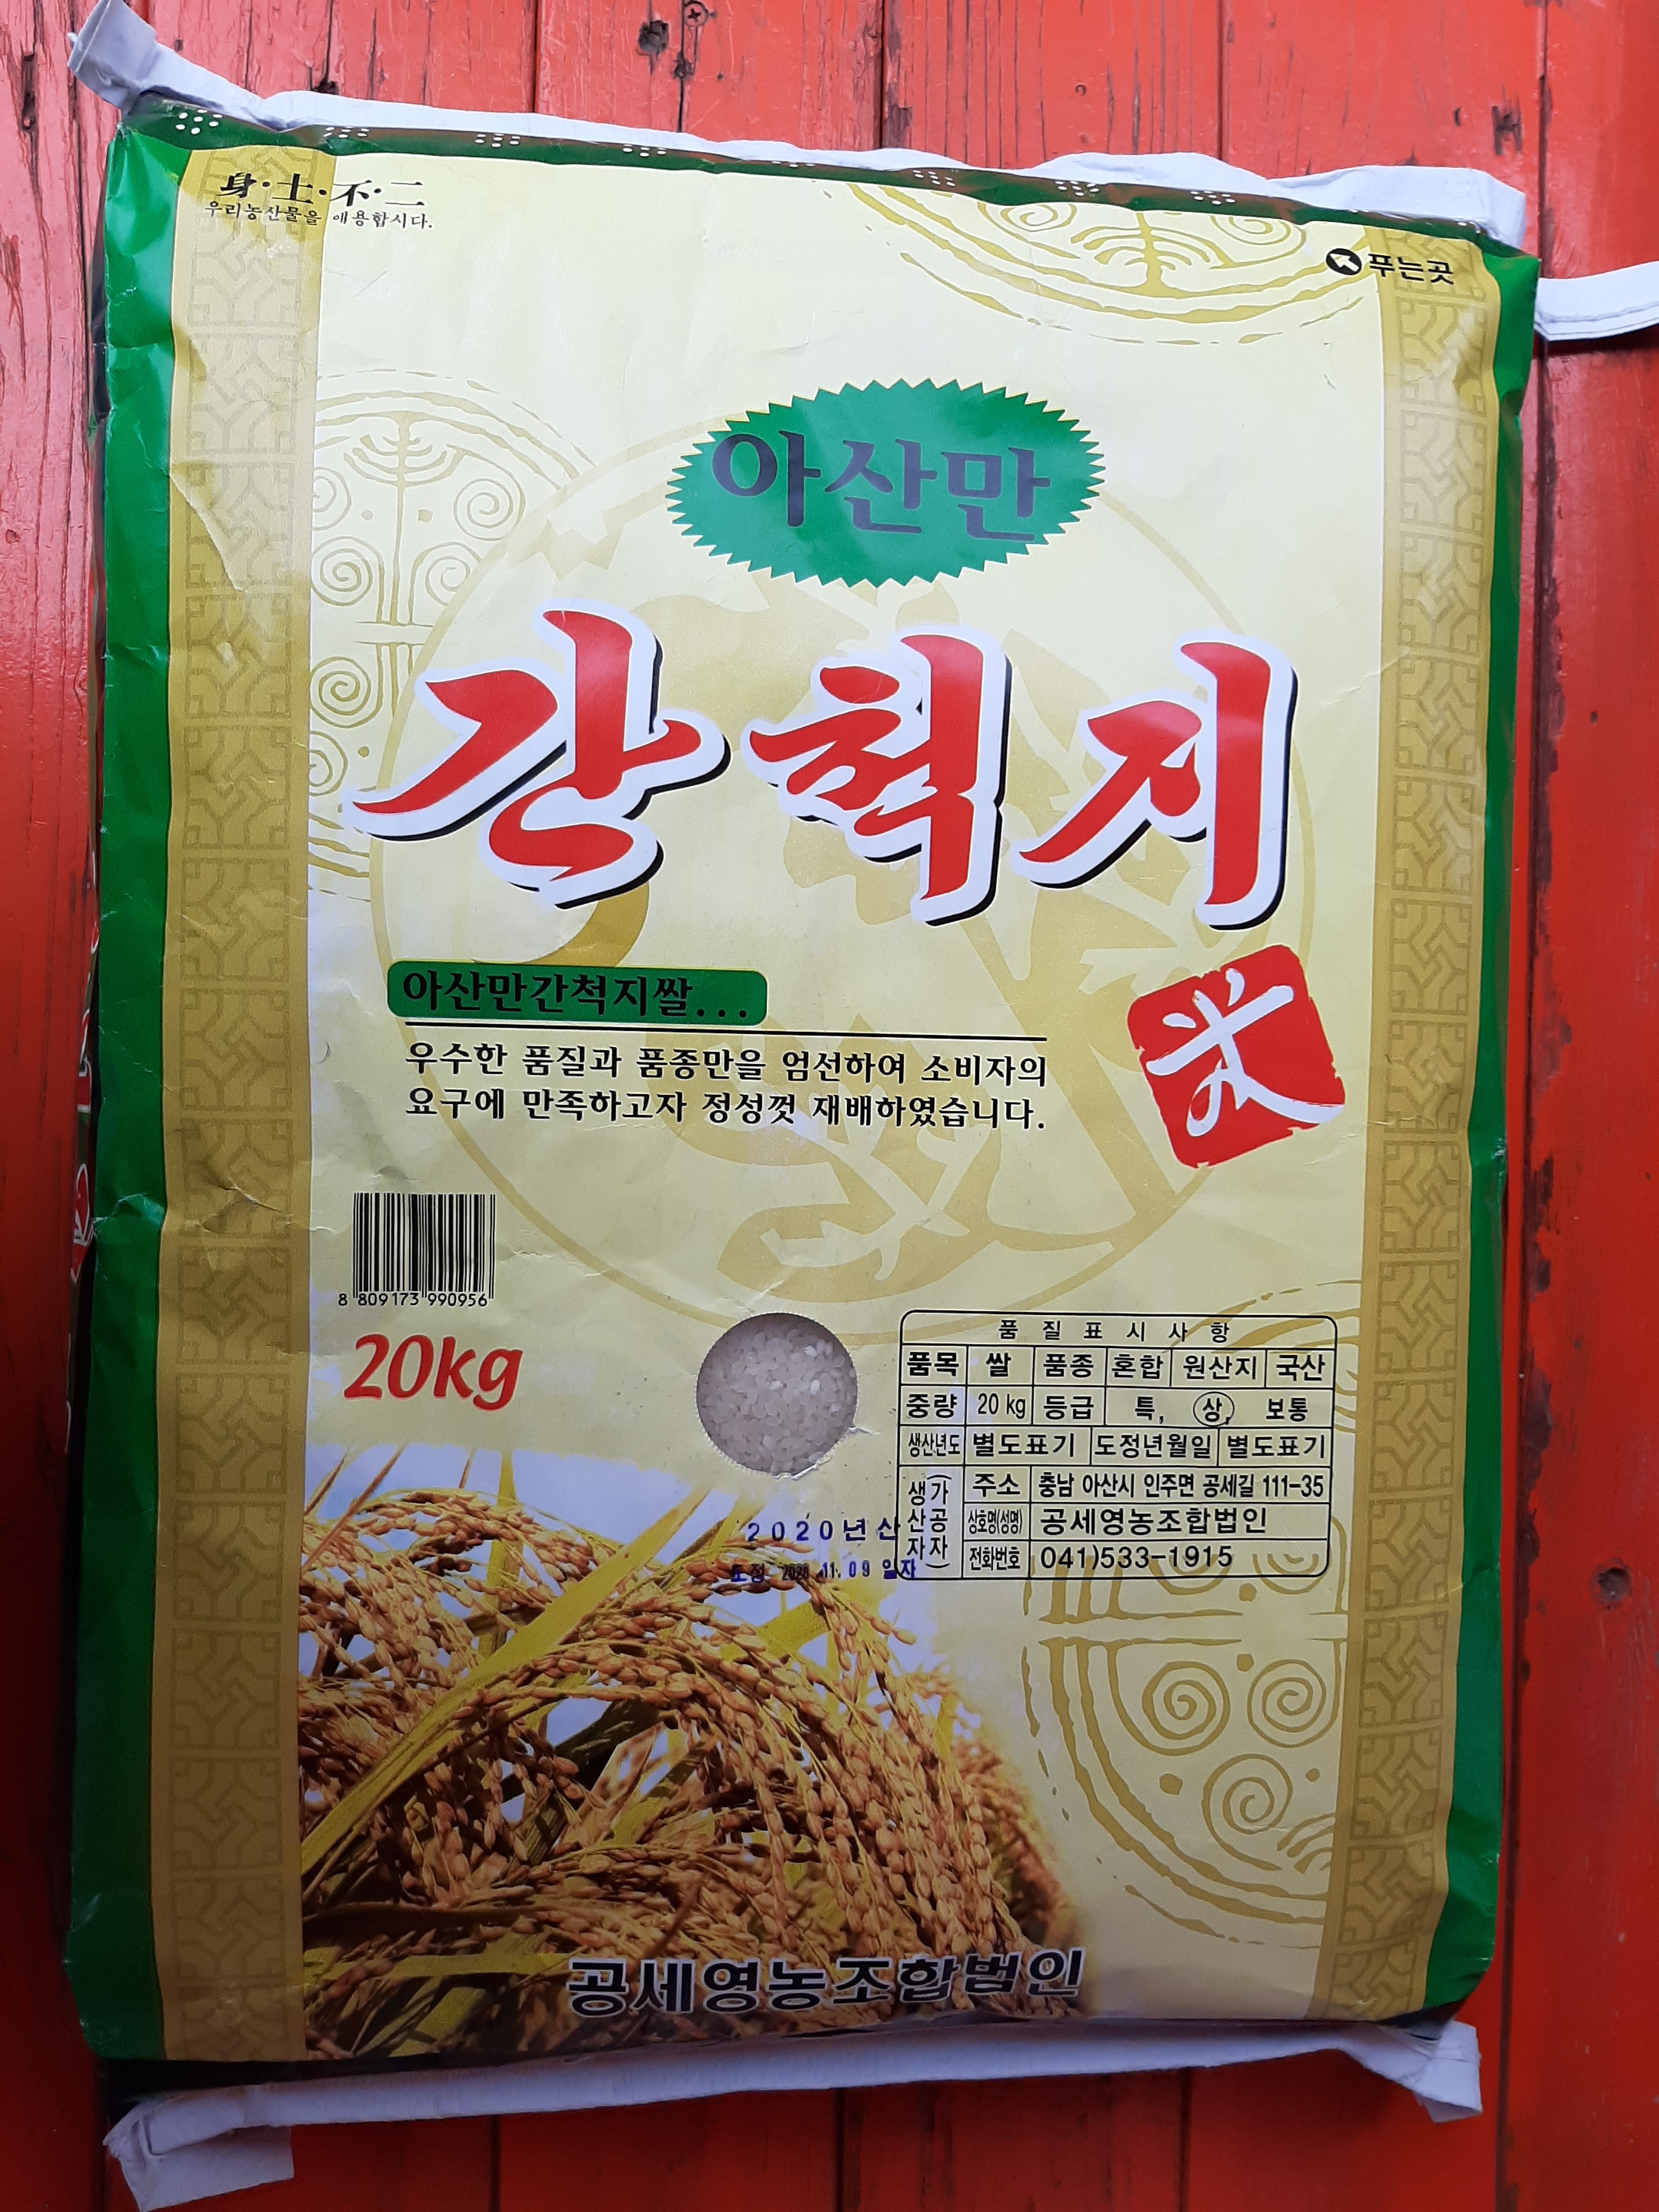 身·土·不·二
우리농산물을 애용합시다.
푸는곳
아산만
간척지
아산만간척지쌀...
米
우수한 품질과 품종만을 엄선하여 소비자의
요구에 만족하고자 정성껏 재배하였습니다.
8 809173 990956
20kg
품 질 표 시 사 항
품목 쌀 품종 혼합 원산지 국산
중량 20 kg 등급 특, 상, 보통
생산년도 별도표기 도정년월일 별도표기
생산자(가공자) 주소 충남 아산시 인주면 공세길 111-35
상호명(성명) 공세영농조합법인
전화번호 041)533-1915
2020년 산
도정 2020 11. 09 일자
공세영농조합법인